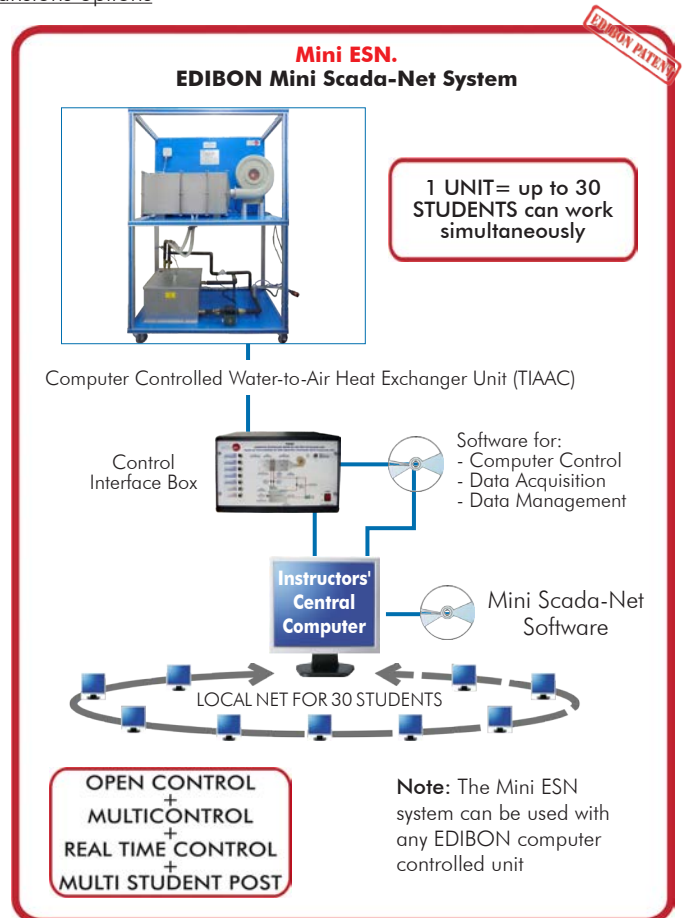 EDIBON PATENT
Mini ESN.
EDIBON Mini Scada-Net System
1 UNIT= up to 30
STUDENTS can work
simultaneously
Computer Controlled Water-to-Air Heat Exchanger Unit (TIAAC)
Control
Interface Box
Software for:
- Computer Control
- Data Acquisition
- Data Management
Instructors'
Central
Computer
Mini Scada-Net
Software
LOCAL NET FOR 30 STUDENTS
OPEN CONTROL
+
MULTICONTROL
+
REAL TIME CONTROL
+
MULTI STUDENT POST
Note: The Mini ESN
system can be used with
any EDIBON computer
controlled unit